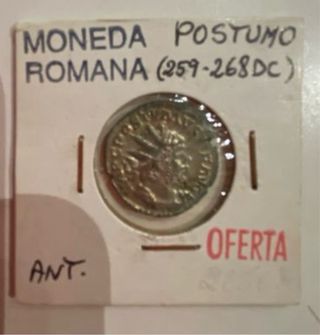 MONEDA POSTUMO
ROMANA (259-268DC)
OFERTA
ANT.